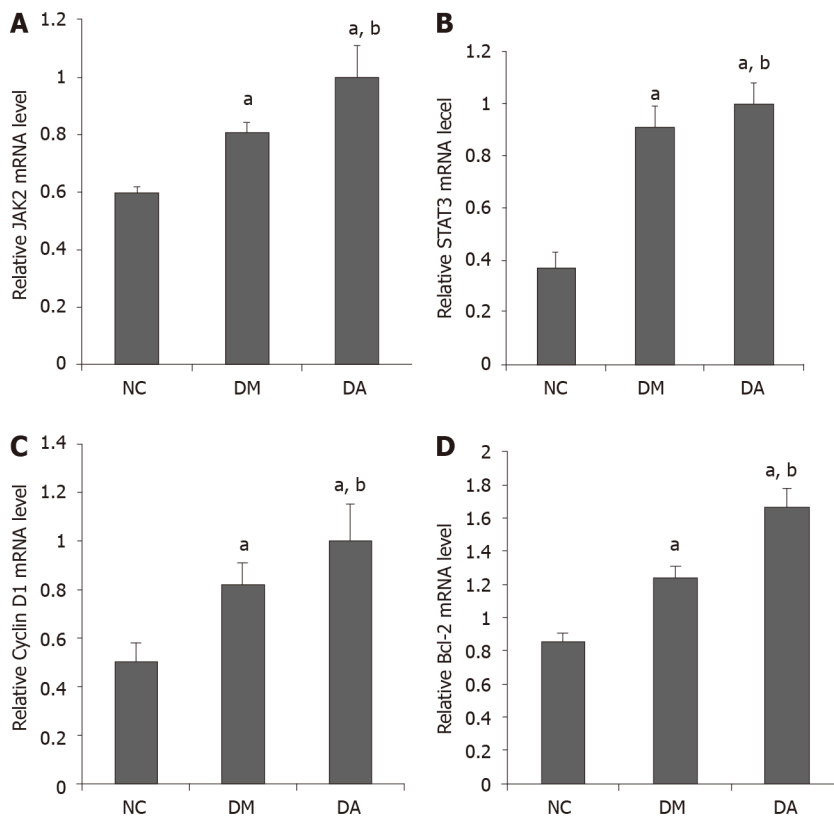 A
Relative JAK2 mRNA level
1.2
1
0.8
0.6
0.4
0.2
0
a
a, b
NC DM DA
B
Relative STAT3 mRNA lecel
1.2
1
0.8
0.6
0.4
0.2
0
a
a, b
NC DM DA
C
Relative Cyclin D1 mRNA level
1.4
1.2
1
0.8
0.6
0.4
0.2
0
a
a, b
NC DM DA
D
Relative Bcl-2 mRNA level
2
1.8
1.6
1.4
1.2
1
0.8
0.6
0.4
0.2
0
a
a, b
NC DM DA